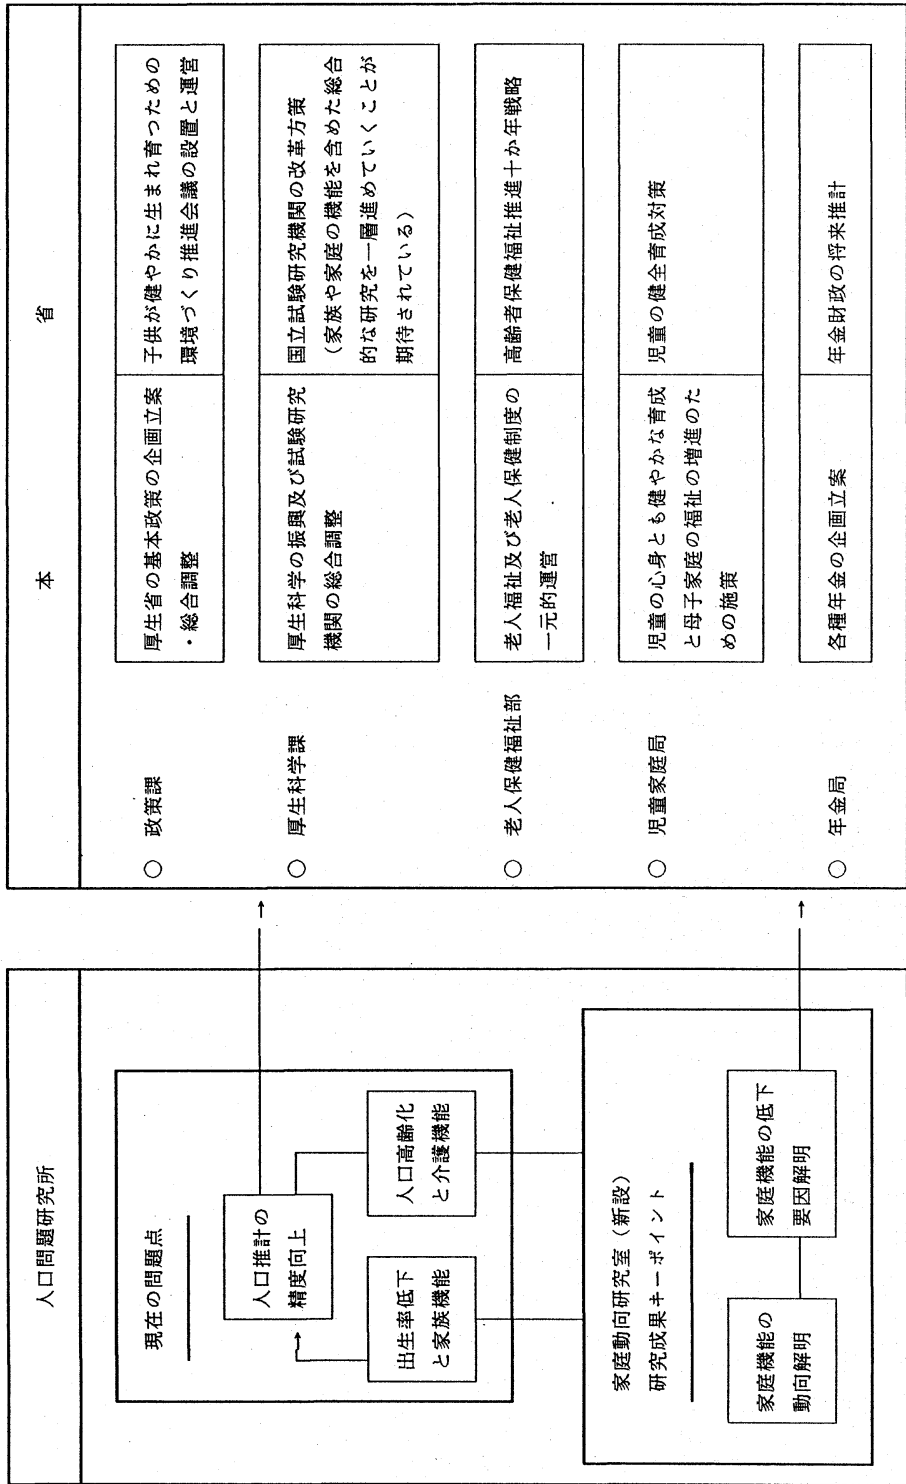 人口問題研究所
現在の問題点
人口推計の
精度向上
出生率低下
と家族機能
人口高齢化
と介護機能
家庭動向研究室（新設）
研究成果キーポイント
家庭機能の
動向解明
家庭機能の低下
要因解明
本　　　省
○　政策課
厚生省の基本政策の企画立案
・総合調整
子供が健やかに生まれ育つための
環境づくり推進会議の設置と運営
○　厚生科学課
厚生科学の振興及び試験研究
機関の総合調整
国立試験研究機関の改革方策
（家族や家庭の機能を含めた総合
的な研究を一層進めていくことが
期待されている）
○　老人保健福祉部
老人福祉及び老人保健制度の
一元的運営
高齢者保健福祉推進十か年戦略
○　児童家庭局
児童の心身とも健やかな育成
と母子家庭の福祉の増進のた
めの施策
児童の健全育成対策
○　年金局
各種年金の企画立案
年金財政の将来推計